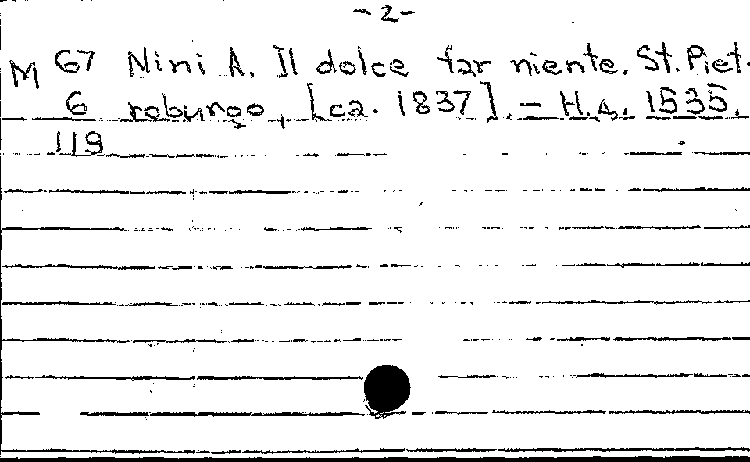 - 2 -
М 67 Nini A. Il dolce far niente. St. Piet-
6 roburgo, [ca. 1837]. – Н.д. 1535.
119